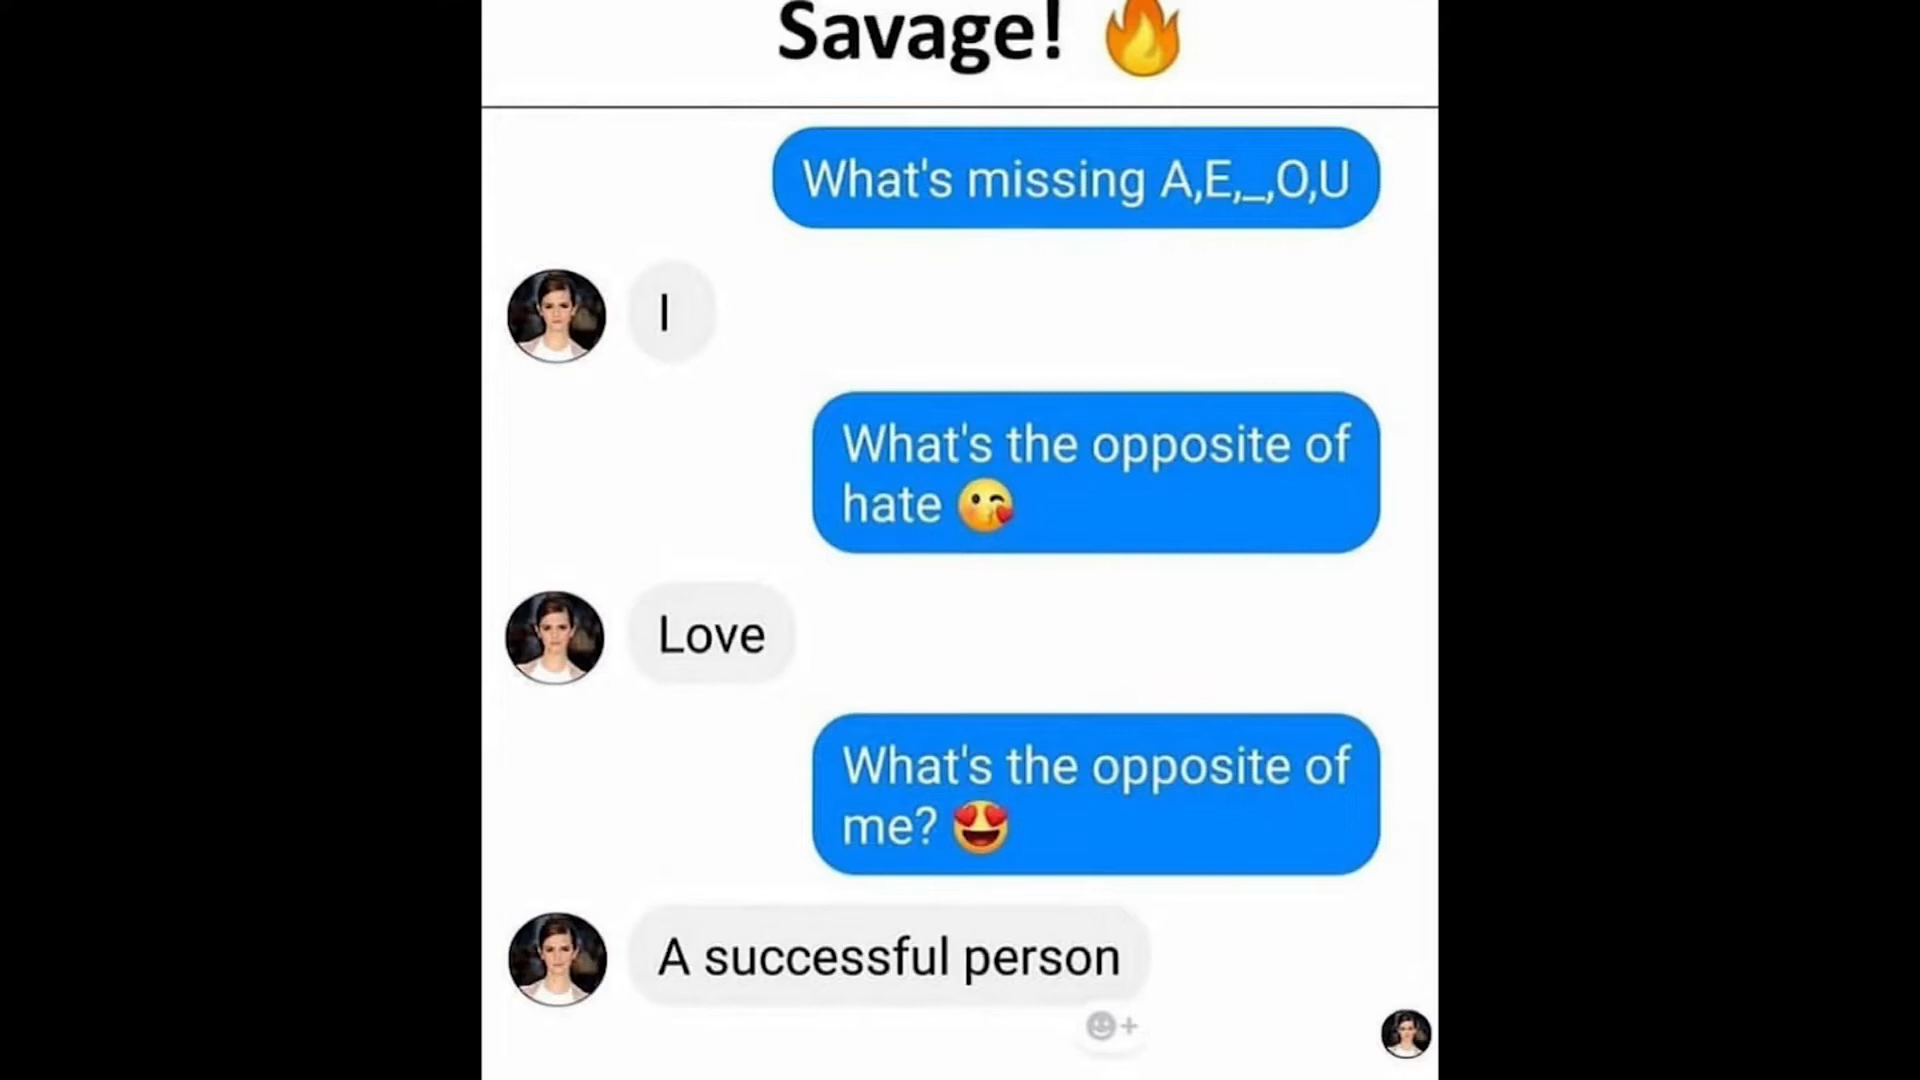 Savage! 🔥
What's missing A,E,_,O,U
I
What's the opposite of
hate 😘
Love
What's the opposite of
me? 😍
A successful person